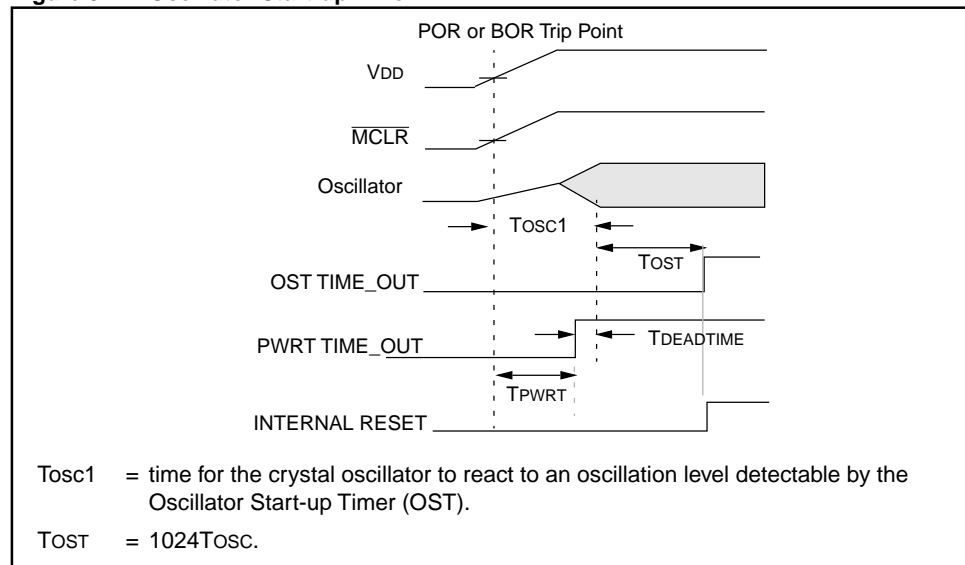 POR or BOR Trip Point
VDD
MCLR
Oscillator
TOSC1
TOST
OST TIME_OUT
TDEADTIME
PWRT TIME_OUT
TPWRT
INTERNAL RESET
Tosc1 = time for the crystal oscillator to react to an oscillation level detectable by the
Oscillator Start-up Timer (OST).
TOST = 1024TOSC.